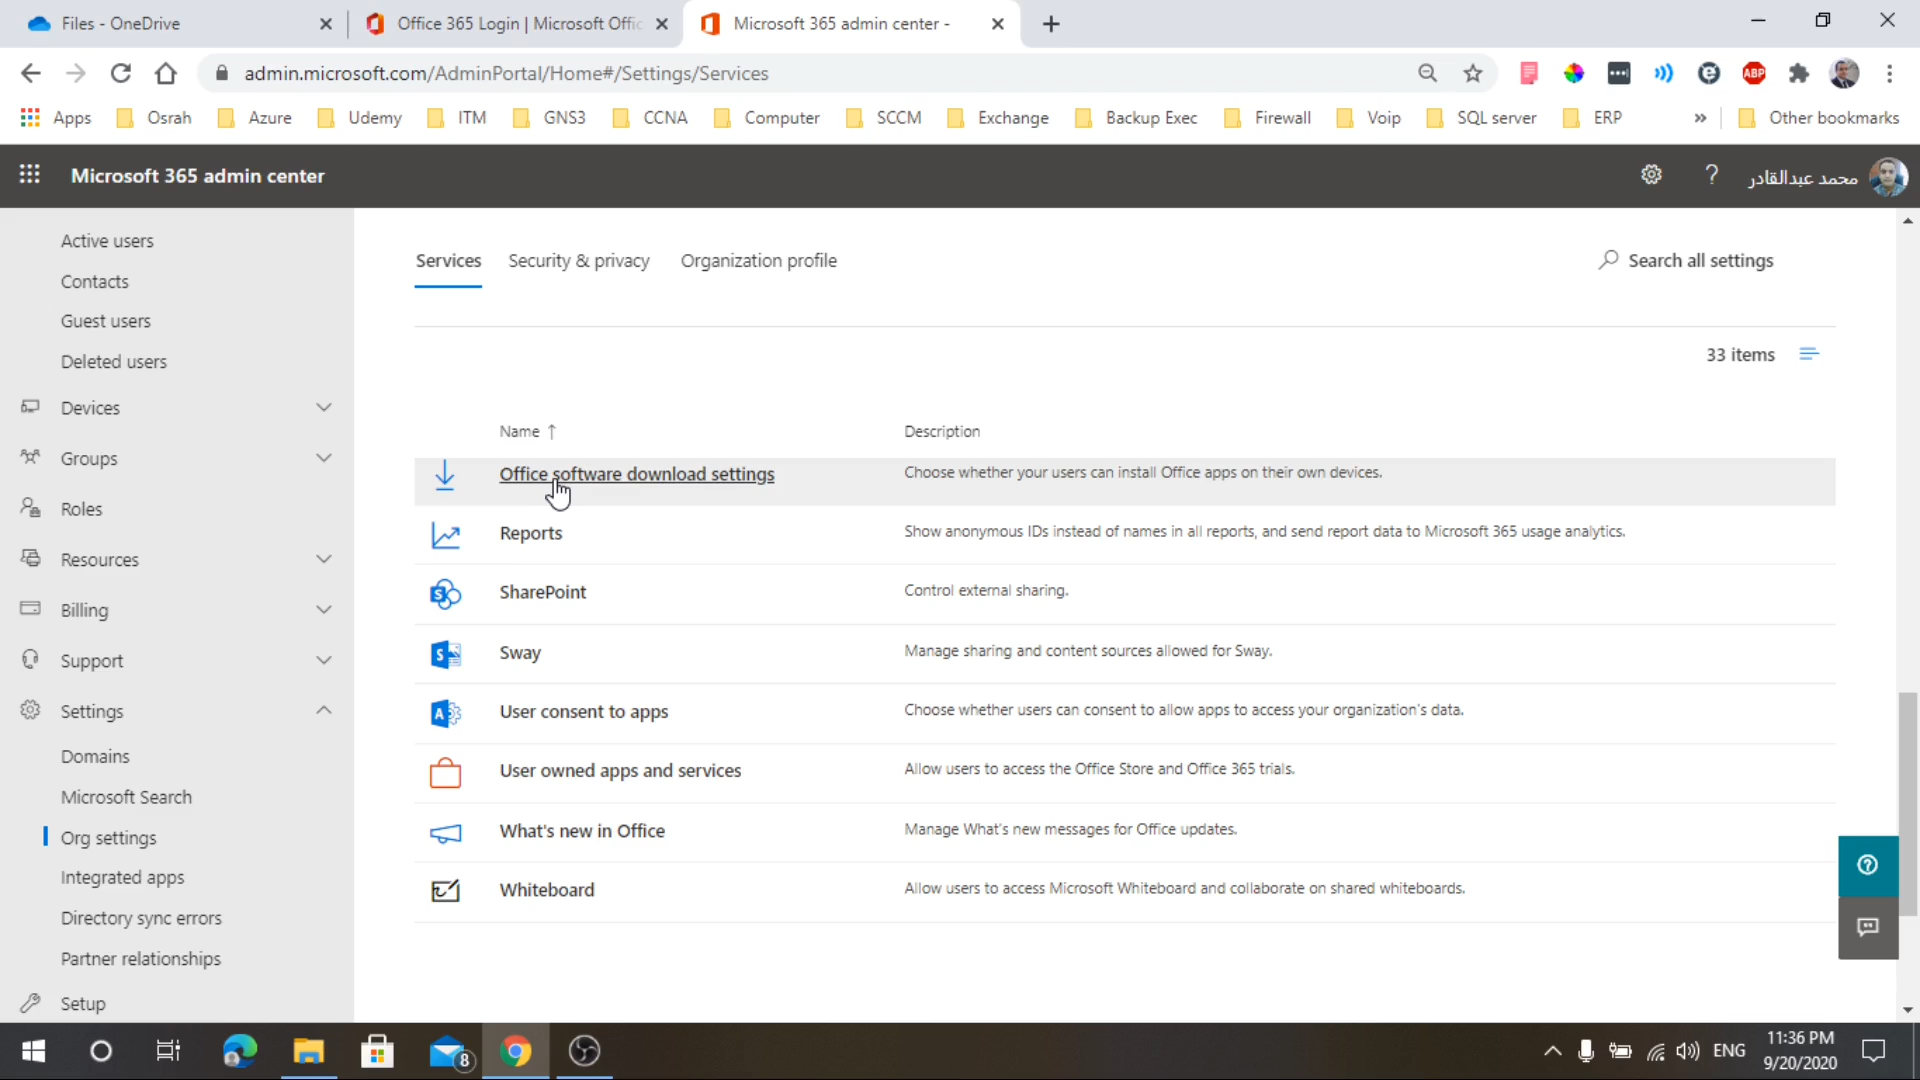 Files - OneDrive
Office 365 Login | Microsoft Offic
Microsoft 365 admin center -
admin.microsoft.com/AdminPortal/Home#/Settings/Services
ABP
Apps Osrah Azure Udemy ITM GNS3 CCNA Computer SCCM Exchange Backup Exec Firewall Voip SQL server ERP » Other bookmarks
Microsoft 365 admin center
? محمد عبدالقادر
Active users
Contacts
Guest users
Deleted users
Devices
Groups
Roles
Resources
Billing
Support
Settings
Domains
Microsoft Search
Org settings
Integrated apps
Directory sync errors
Partner relationships
Setup
Services Security & privacy Organization profile
Search all settings
33 items
Name ↑ Description
Office software download settings Choose whether your users can install Office apps on their own devices.
Reports Show anonymous IDs instead of names in all reports, and send report data to Microsoft 365 usage analytics.
SharePoint Control external sharing.
Sway Manage sharing and content sources allowed for Sway.
User consent to apps Choose whether users can consent to allow apps to access your organization's data.
User owned apps and services Allow users to access the Office Store and Office 365 trials.
What's new in Office Manage What's new messages for Office updates.
Whiteboard Allow users to access Microsoft Whiteboard and collaborate on shared whiteboards.
8
ENG
11:36 PM
9/20/2020